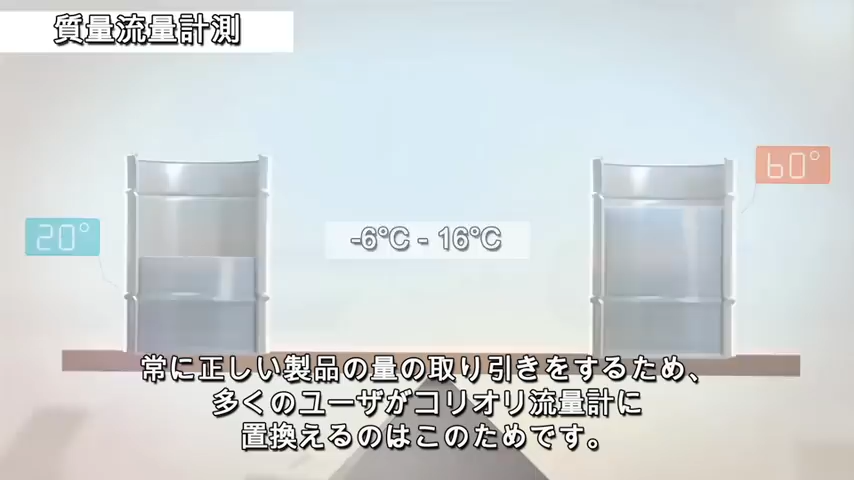 質量流量計測
60°
20°
-6°C - 16°C
常に正しい製品の量の取り引きをするため、
多くのユーザがコリオリ流量計に
置換えるのはこのためです。